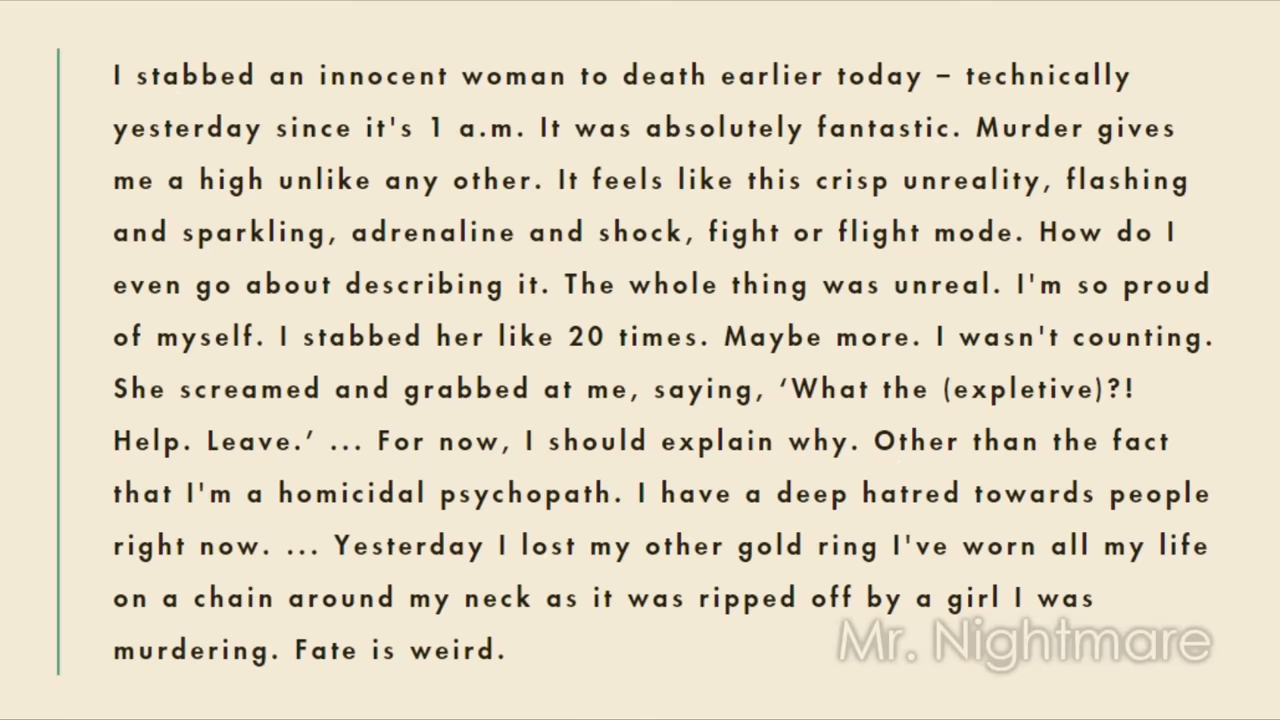 I stabbed an innocent woman to death earlier today – technically
yesterday since it's 1 a.m. It was absolutely fantastic. Murder gives
me a high unlike any other. It feels like this crisp unreality, flashing
and sparkling, adrenaline and shock, fight or flight mode. How do I
even go about describing it. The whole thing was unreal. I'm so proud
of myself. I stabbed her like 20 times. Maybe more. I wasn't counting.
She screamed and grabbed at me, saying, ‘What the (expletive)?!
Help. Leave.’ ... For now, I should explain why. Other than the fact
that I'm a homicidal psychopath. I have a deep hatred towards people
right now. ... Yesterday I lost my other gold ring I've worn all my life
on a chain around my neck as it was ripped off by a girl I was
murdering. Fate is weird.
Mr. Nightmare